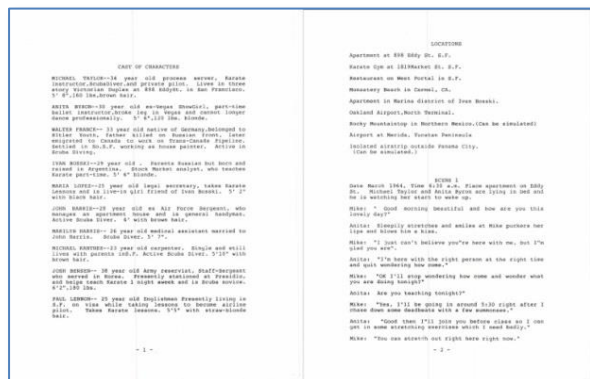 CAST OF CHARACTERS
MICHAEL TAYLOR--34 year old process server, Karate
instructor, ScubaDiver, and private pilot. Lives in three
story Victorian Duplex at 898 EddySt. in San Francisco.
5' 8", 180 lbs, brown hair.
ANITA BYRON--30 year old ex-Vegas ShowGirl, part-time
ballet instructor, broke leg in Vegas and cannot longer
dance professionally. 5' 6", 125 lbs. blonde.
WALTER FRANCK-- 33 year old native of Germany, belonged to
Hitler Youth, father killed on Russian Front, later
emigrated to Canada to work on Trans-Canada Pipeline.
Settled in So.S.F. working as house painter. Active in
Scuba Diving.
IVAN BOESKI--29 year old . Parents Russian but born and
raised in Argentina. Stock Market analyst, who teaches
Karate part-time. 5' 6" blonde.
MARIA LOPEZ--25 year old legal secretary, takes Karate
Lessons and is live-in girl friend of Ivan Boeski. 5' 2"
with black hair.
JOHN HARRIS--28 year old ex Air Force Sergeant, who
manages an apartment house and is general handyman.
Active Scuba Diver. 6' with brown hair.
MARILYN HARRIS-- 26 year old medical assistant married to
John Harris. Scuba Diver. 5' 7".
MICHAEL 23 year old carpenter. Single and still
lives with parents in S.F. Active Scuba Diver. 5'10" with
brown hair.
JOHN BENSEN-- 38 year old Army reservist, Staff-Sergeant
who served in Korea. Presently stationed at Presidio,
and helps teach Karate 1 night a week and is Scuba novice.
6'2", 180 lbs.
PAUL LENNON-- 25 year old Englishman Presently living in
S.F. on visa while taking lessons to become airline
pilot. Takes Karate lessons. 5'5" with straw-blonde
hair.
- 1 -
LOCATIONS
Apartment at 898 Eddy St. S.F.
Karate Gym at 1819Market St. S.F.
Restaurant on West Portal in S.F.
Monastery Beach in Carmel, CA.
Apartment in Marina district of Ivan Boeski.
Oakland Airport, North Terminal.
Rocky Mountaintop in Northern Mexico. (Can be simulated)
Airport at Merida, Yucatan Peninsula
Isolated airstrip outside Panama City.
(Can be simulated.)
SCENE 1
Date March 1964, Time 6:30 a.m. Place apartment on Eddy
St. Michael Taylor and Anita Byron are lying in bed and
he is watching her start to wake up.
Mike: " Good morning beautiful and how are you this
lovely day?"
Anita: Sleepily stretches and smiles at Mike puckers her
lips and blows him a kiss.
Mike: "I just can't believe you're here with me, but I'm
glad you are".
Anita: "I'm here with the right person at the right time
and quit wondering how come."
Mike: "OK I'll stop wondering how come and wonder what
you are doing tonight?"
Anita: Are you teaching tonight?"
Mike: "Yea, I'll be going in around 5:30 right after I
chase down some deadbeats with a few summonses."
Anita: "Good then I'll join you before class so I can
get in some stretching exercises which I need badly."
Mike: "You can stretch out right here right now."
- 2 -